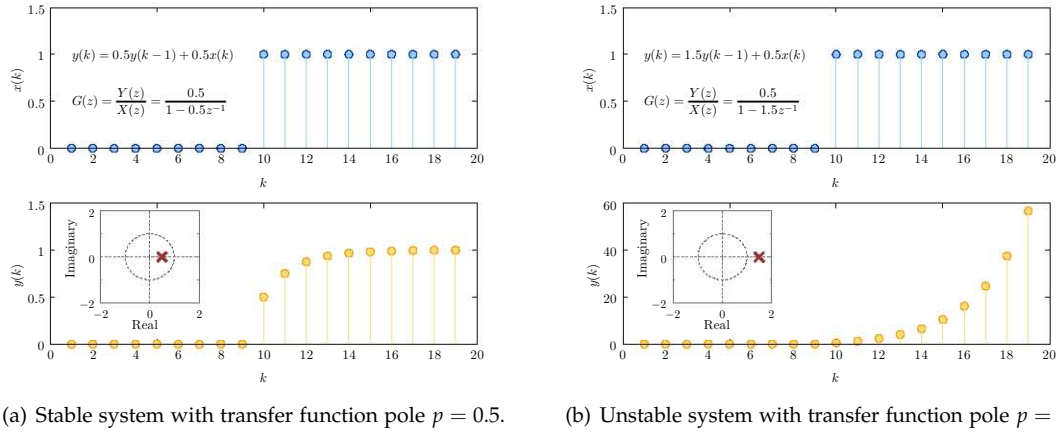 1.5
1
0.5
0
x(k)
y(k) = 0.5y(k − 1) + 0.5x(k)
G(z) = Y(z)/X(z) = 0.5/(1 − 0.5z⁻¹)
0 2 4 6 8 10 12 14 16 18 20
k
1.5
1
0.5
0
y(k)
2
0
−2
Imaginary
−2 0 2
Real
0 2 4 6 8 10 12 14 16 18 20
k
(a) Stable system with transfer function pole p = 0.5.
1.5
1
0.5
0
x(k)
y(k) = 1.5y(k − 1) + 0.5x(k)
G(z) = Y(z)/X(z) = 0.5/(1 − 1.5z⁻¹)
0 2 4 6 8 10 12 14 16 18 20
k
60
40
20
0
y(k)
2
0
−2
Imaginary
−2 0 2
Real
0 2 4 6 8 10 12 14 16 18 20
k
(b) Unstable system with transfer function pole p =